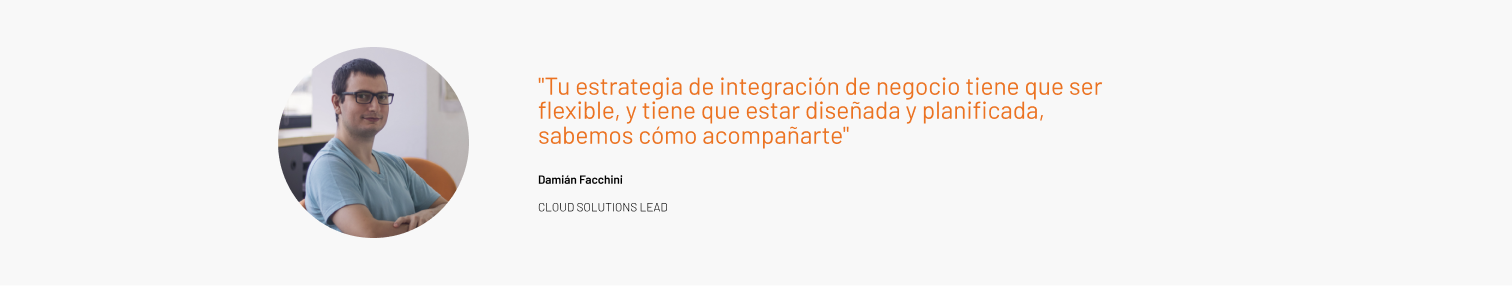 "Tu estrategia de integración de negocio tiene que ser
flexible, y tiene que estar diseñada y planificada,
sabemos cómo acompañarte"
Damián Facchini
CLOUD SOLUTIONS LEAD